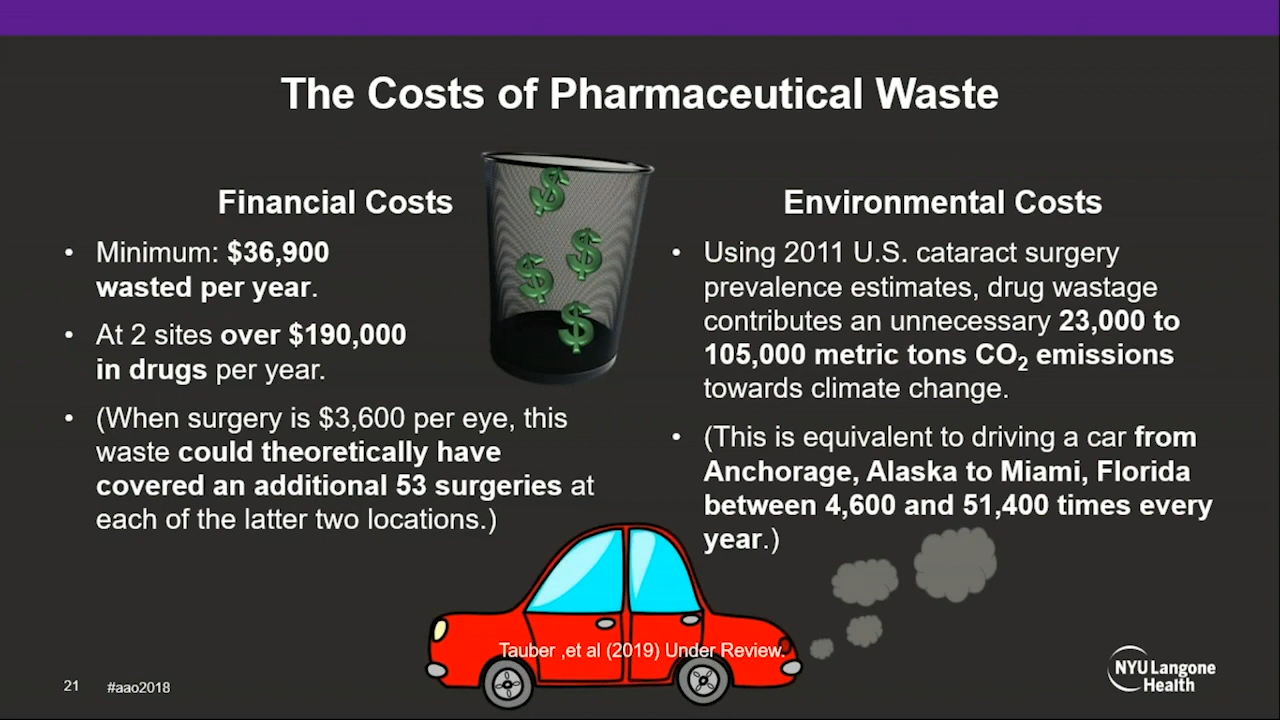 The Costs of Pharmaceutical Waste
Financial Costs
• Minimum: $36,900
wasted per year.
• At 2 sites over $190,000
in drugs per year.
• (When surgery is $3,600 per eye, this
waste could theoretically have
covered an additional 53 surgeries at
each of the latter two locations.)
$
$
$
$
Environmental Costs
• Using 2011 U.S. cataract surgery
prevalence estimates, drug wastage
contributes an unnecessary 23,000 to
105,000 metric tons CO₂ emissions
towards climate change.
• (This is equivalent to driving a car from
Anchorage, Alaska to Miami, Florida
between 4,600 and 51,400 times every
year.)
Tauber ,et al (2019) Under Review.
21
#aao2018
NYU Langone
Health